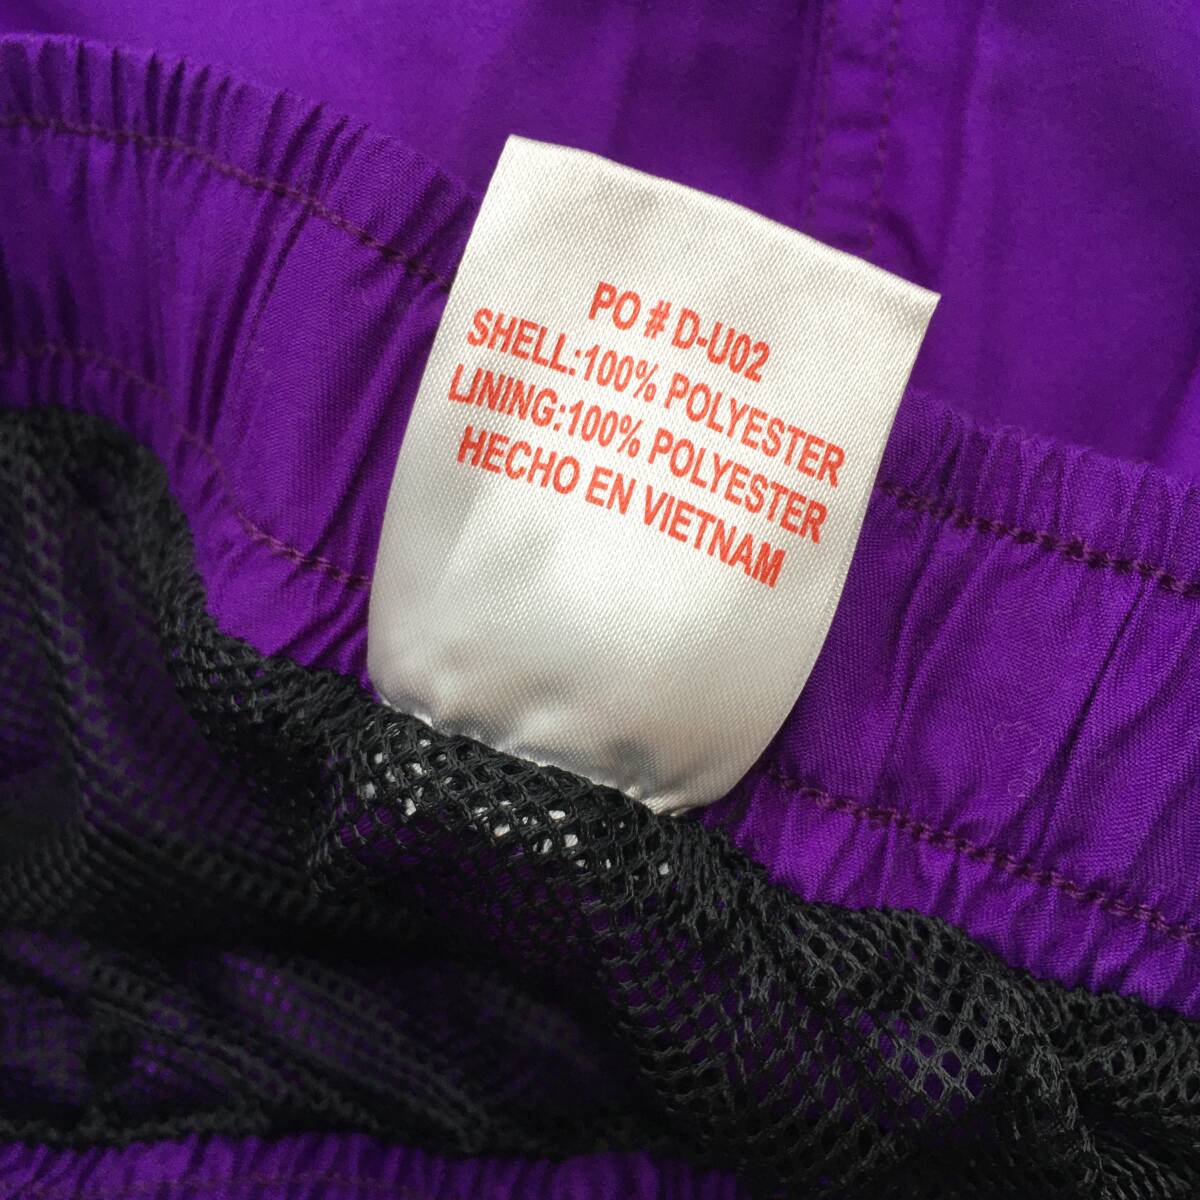 PO # D-U02
SHELL:100% POLYESTER
LINING:100% POLYESTER
HECHO EN VIETNAM